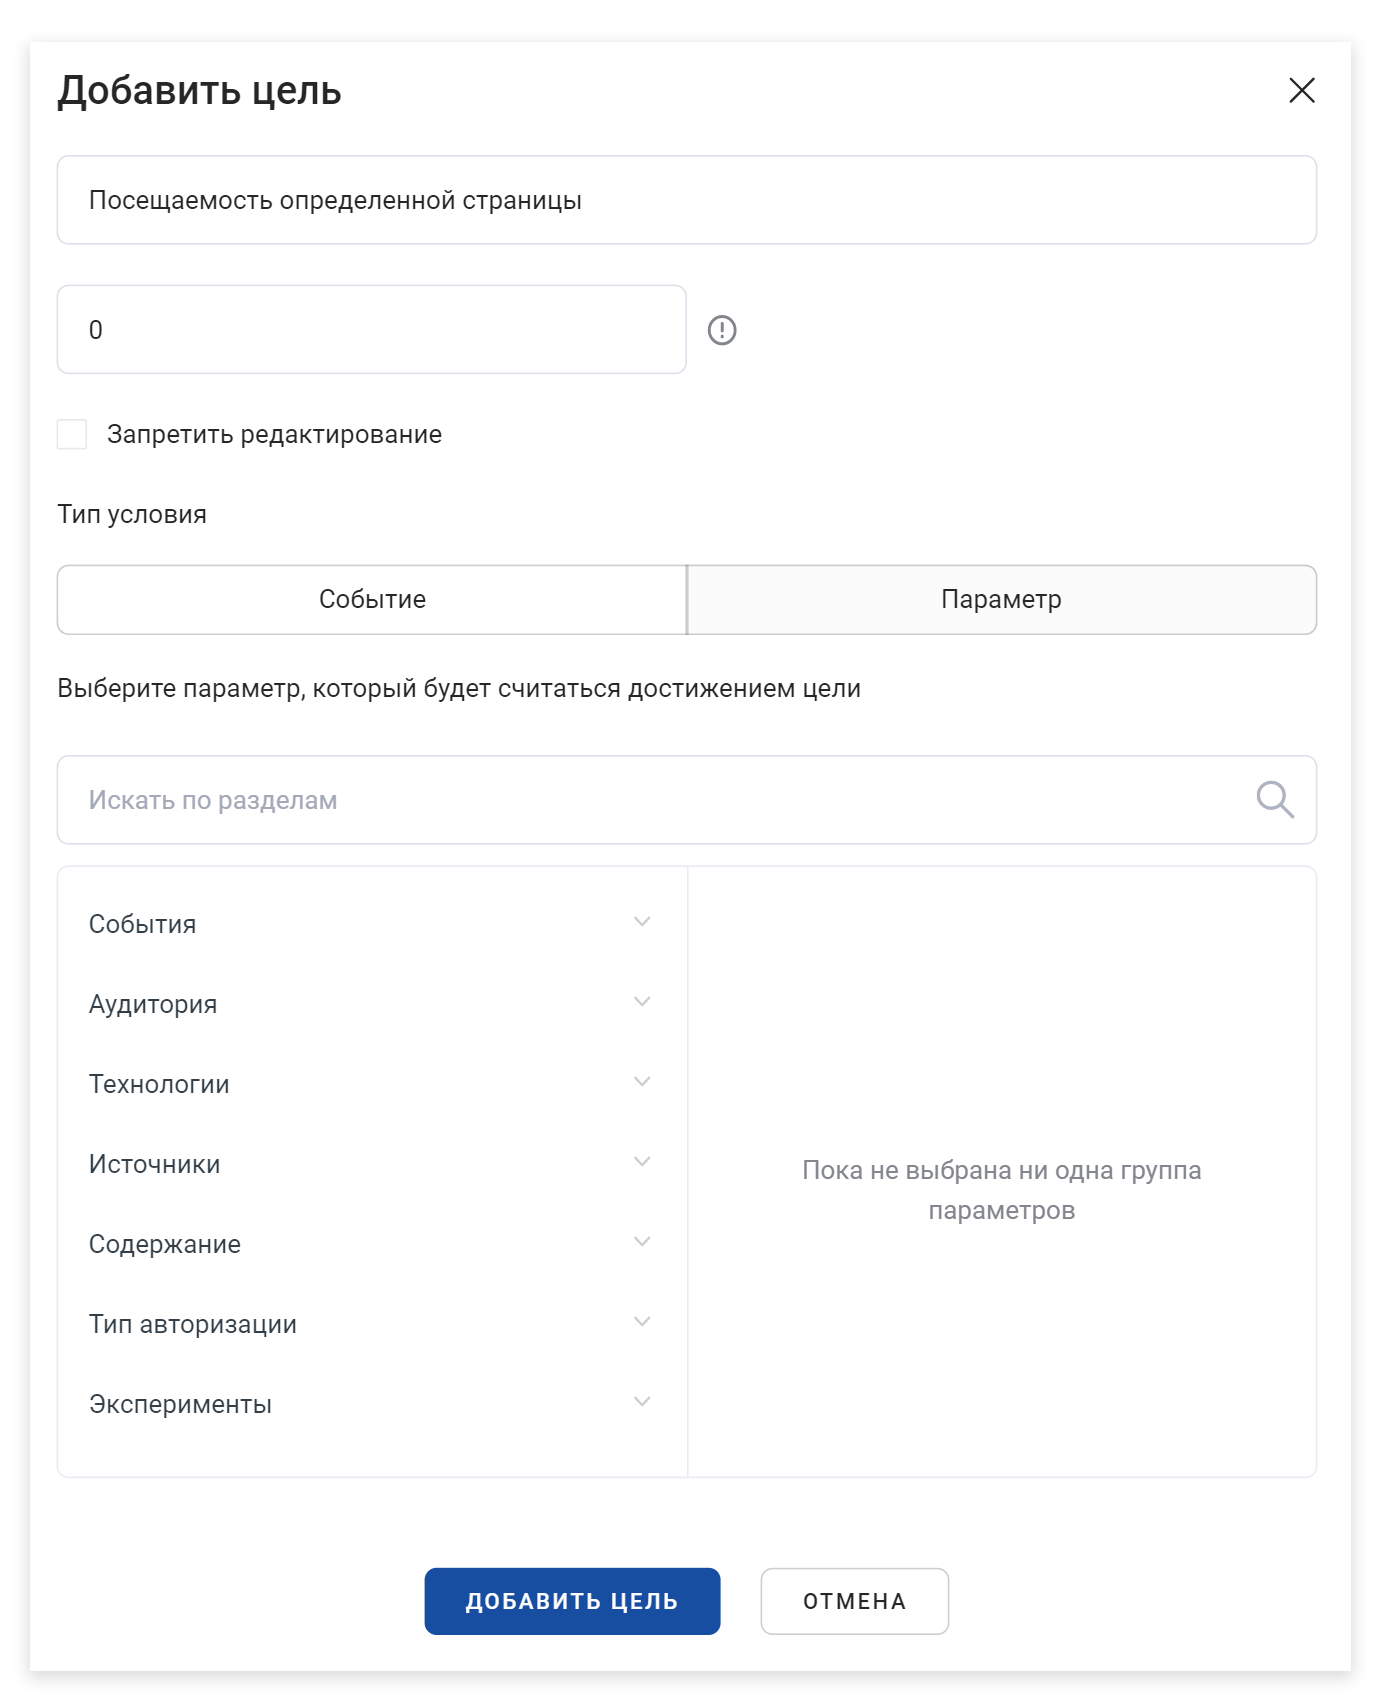 Добавить цель
Посещаемость определенной страницы
0
Запретить редактирование
Тип условия
Событие
Параметр
Выберите параметр, который будет считаться достижением цели
Искать по разделам
События
Аудитория
Технологии
Источники
Содержание
Тип авторизации
Эксперименты
Пока не выбрана ни одна группа
параметров
ДОБАВИТЬ ЦЕЛЬ
ОТМЕНА